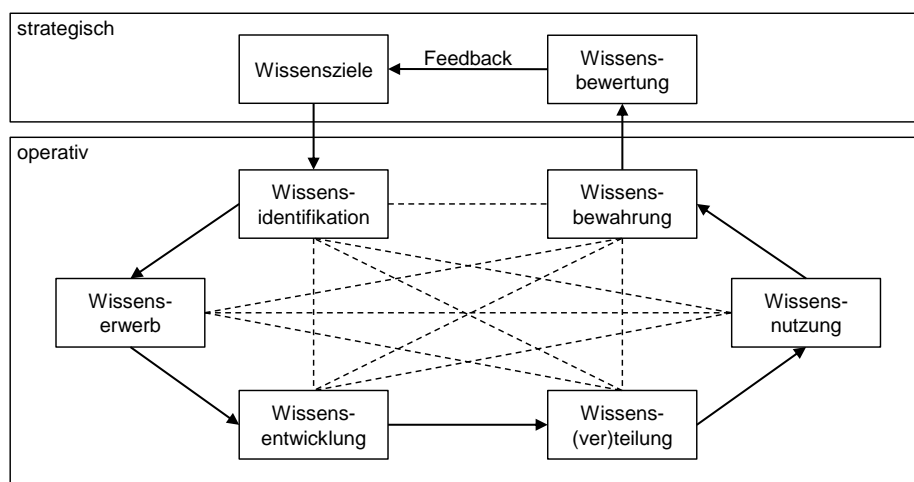 strategisch
Wissensziele
Feedback
Wissens-
bewertung
operativ
Wissens-
identifikation
Wissens-
bewahrung
Wissens-
erwerb
Wissens-
nutzung
Wissens-
entwicklung
Wissens-
(ver)teilung